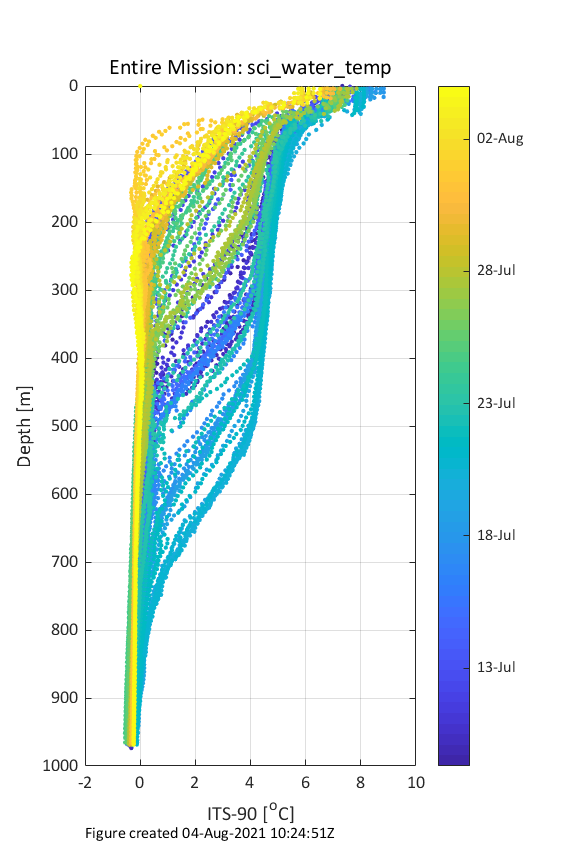 Entire Mission: sci_water_temp
0
100
200
300
400
500
600
700
800
900
1000
Depth [m]
-2 0 2 4 6 8 10
ITS-90 [°C]
02-Aug
28-Jul
23-Jul
18-Jul
13-Jul
Figure created 04-Aug-2021 10:24:51Z